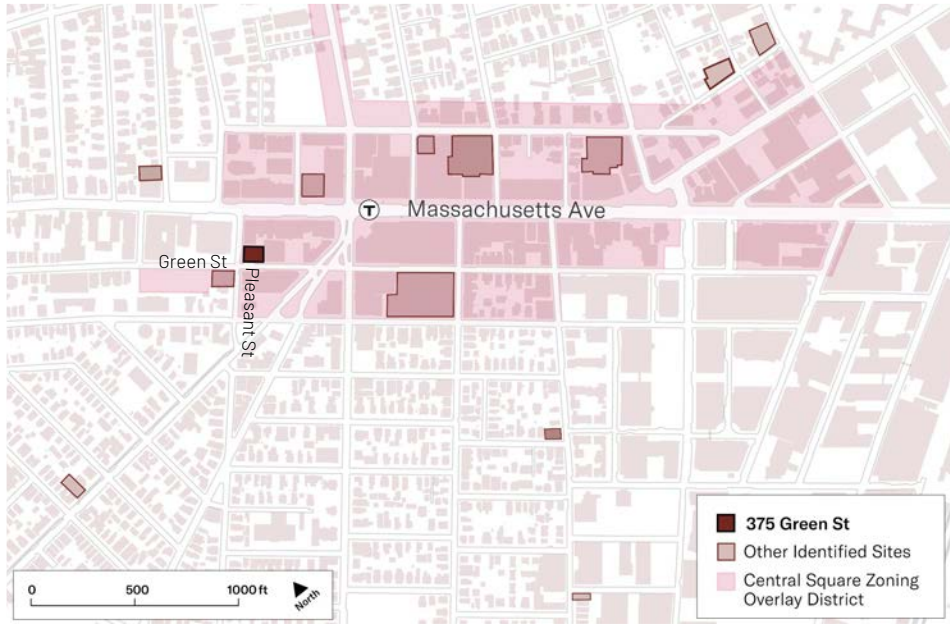 T Massachusetts Ave
Green St
Pleasant St
375 Green St
Other Identified Sites
Central Square Zoning
Overlay District
0 500 1000 ft
North